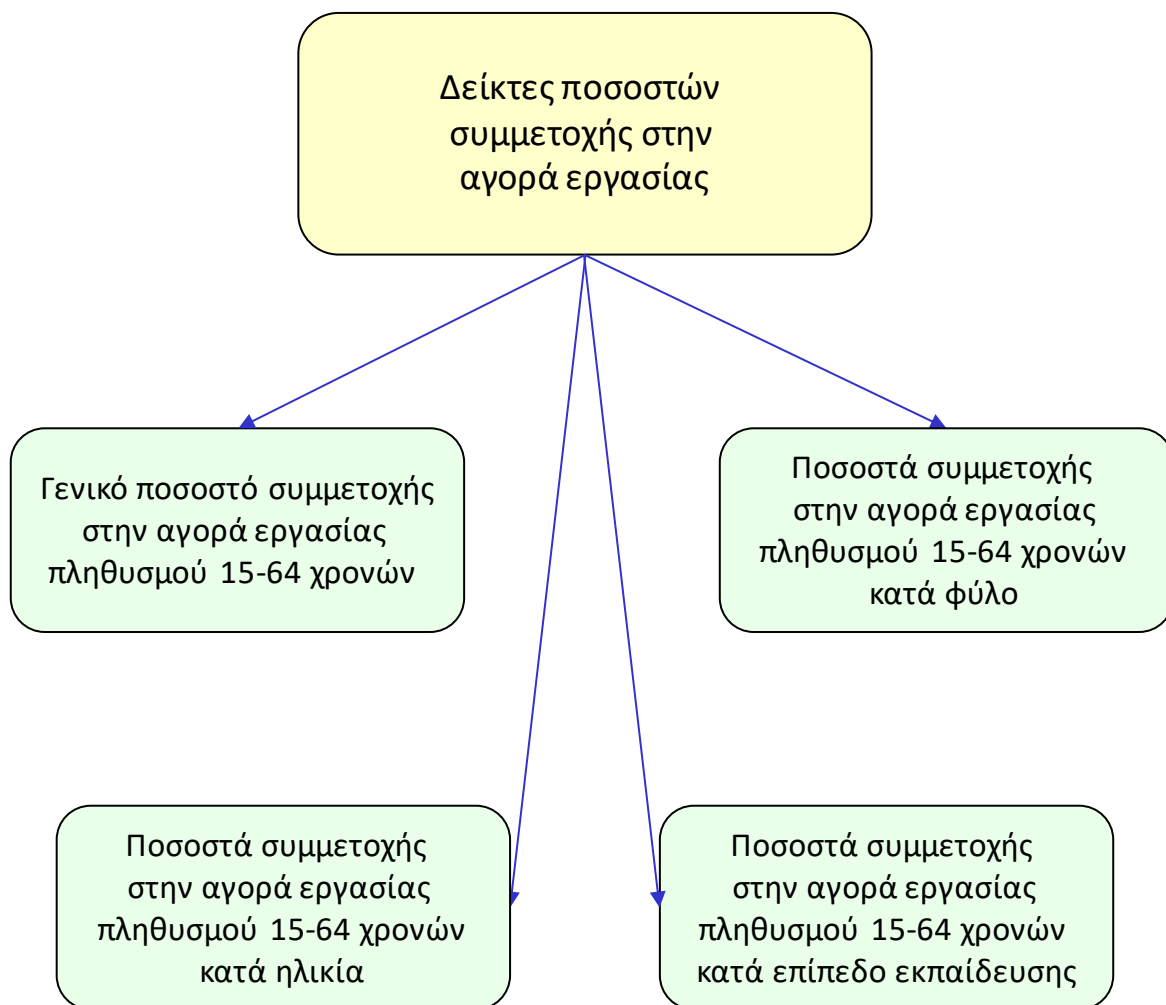 Δείκτες ποσοστών
συμμετοχής στην
αγορά εργασίας
Γενικό ποσοστό συμμετοχής
στην αγορά εργασίας
πληθυσμού 15-64 χρονών
Ποσοστά συμμετοχής
στην αγορά εργασίας
πληθυσμού 15-64 χρονών
κατά φύλο
Ποσοστά συμμετοχής
στην αγορά εργασίας
πληθυσμού 15-64 χρονών
κατά ηλικία
Ποσοστά συμμετοχής
στην αγορά εργασίας
πληθυσμού 15-64 χρονών
κατά επίπεδο εκπαίδευσης